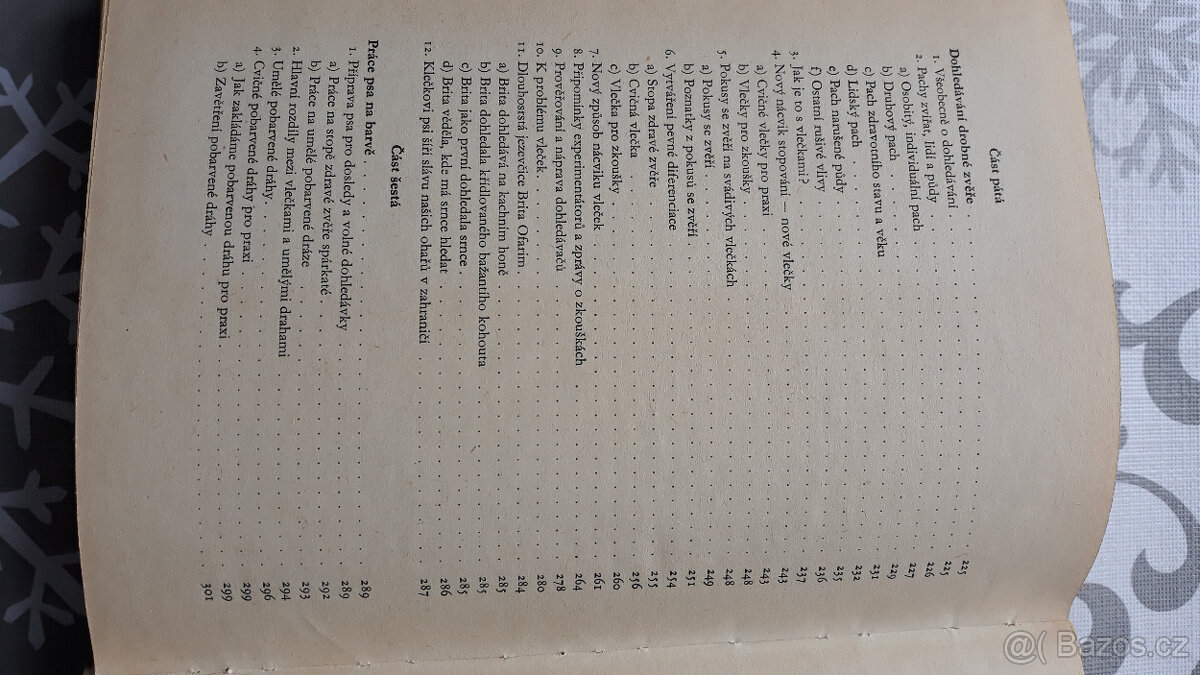 Část pátá
Dohledávání drobné zvěře . . . 225
1. Všeobecně o dohledávání . . . 225
2. Pachy zvířat, lidí a půdy . . . 226
a) Osobitý, individuální pach . . . 227
b) Druhový pach . . . 229
c) Pach zdravotního stavu a věku . . . 231
d) Lidský pach . . . 232
e) Pach narušené půdy . . . 235
f) Ostatní rušivé vlivy . . . 236
3. Jak je to s vlečkami? . . . 237
4. Nový nácvik stopování — nové vlečky . . . 243
a) Cvičné vlečky pro praxi . . . 243
b) Vlečky pro zkoušky . . . 248
5. Pokusy se zvěří na svádivých vlečkách . . . 248
a) Pokusy se zvěří . . . 249
b) Poznatky z pokusů se zvěří . . . 251
6. Vytváření pevné diferenciace . . . 254
a) Stopa zdravé zvěře . . . 255
b) Cvičná vlečka . . . 256
c) Vlečka pro zkoušky . . . 260
7. Nový způsob nácviku vleček . . . 261
8. Připomínky experimentátorů a zprávy o zkouškách . . . 264
9. Prověřování a náprava dohledávačů . . . 278
10. K problému vleček . . . 280
11. Dlouhosrstá jezevčice Brita Ofarim . . . 284
a) Brita dohledává na kachním honě . . . 285
b) Brita dohledala křídlovaného bažantího kohouta . . . 285
c) Brita jako první dohledala srnce . . . 285
d) Brita věděla, kde má srnce hledat . . . 286
12. Kleckovi psi šíří slávu našich ohařů v zahraničí . . . 287
Část šestá
Práce psa na barvě . . . 289
1. Příprava psa pro dosledy a volné dohledávky . . . 289
a) Práce na stopě zdravé zvěře spárkaté . . . 292
b) Práce na umělé pobarvené dráze . . . 293
2. Hlavní rozdíly mezi vlečkami a umělými drahami . . . 294
3. Umělé pobarvené dráhy . . . 296
4. Cvičné pobarvené dráhy pro praxi . . . 299
a) Jak zakládáme pobarvenou dráhu pro praxi . . . 299
b) Zavětření pobarvené dráhy . . . 301
@( Bazos.cz